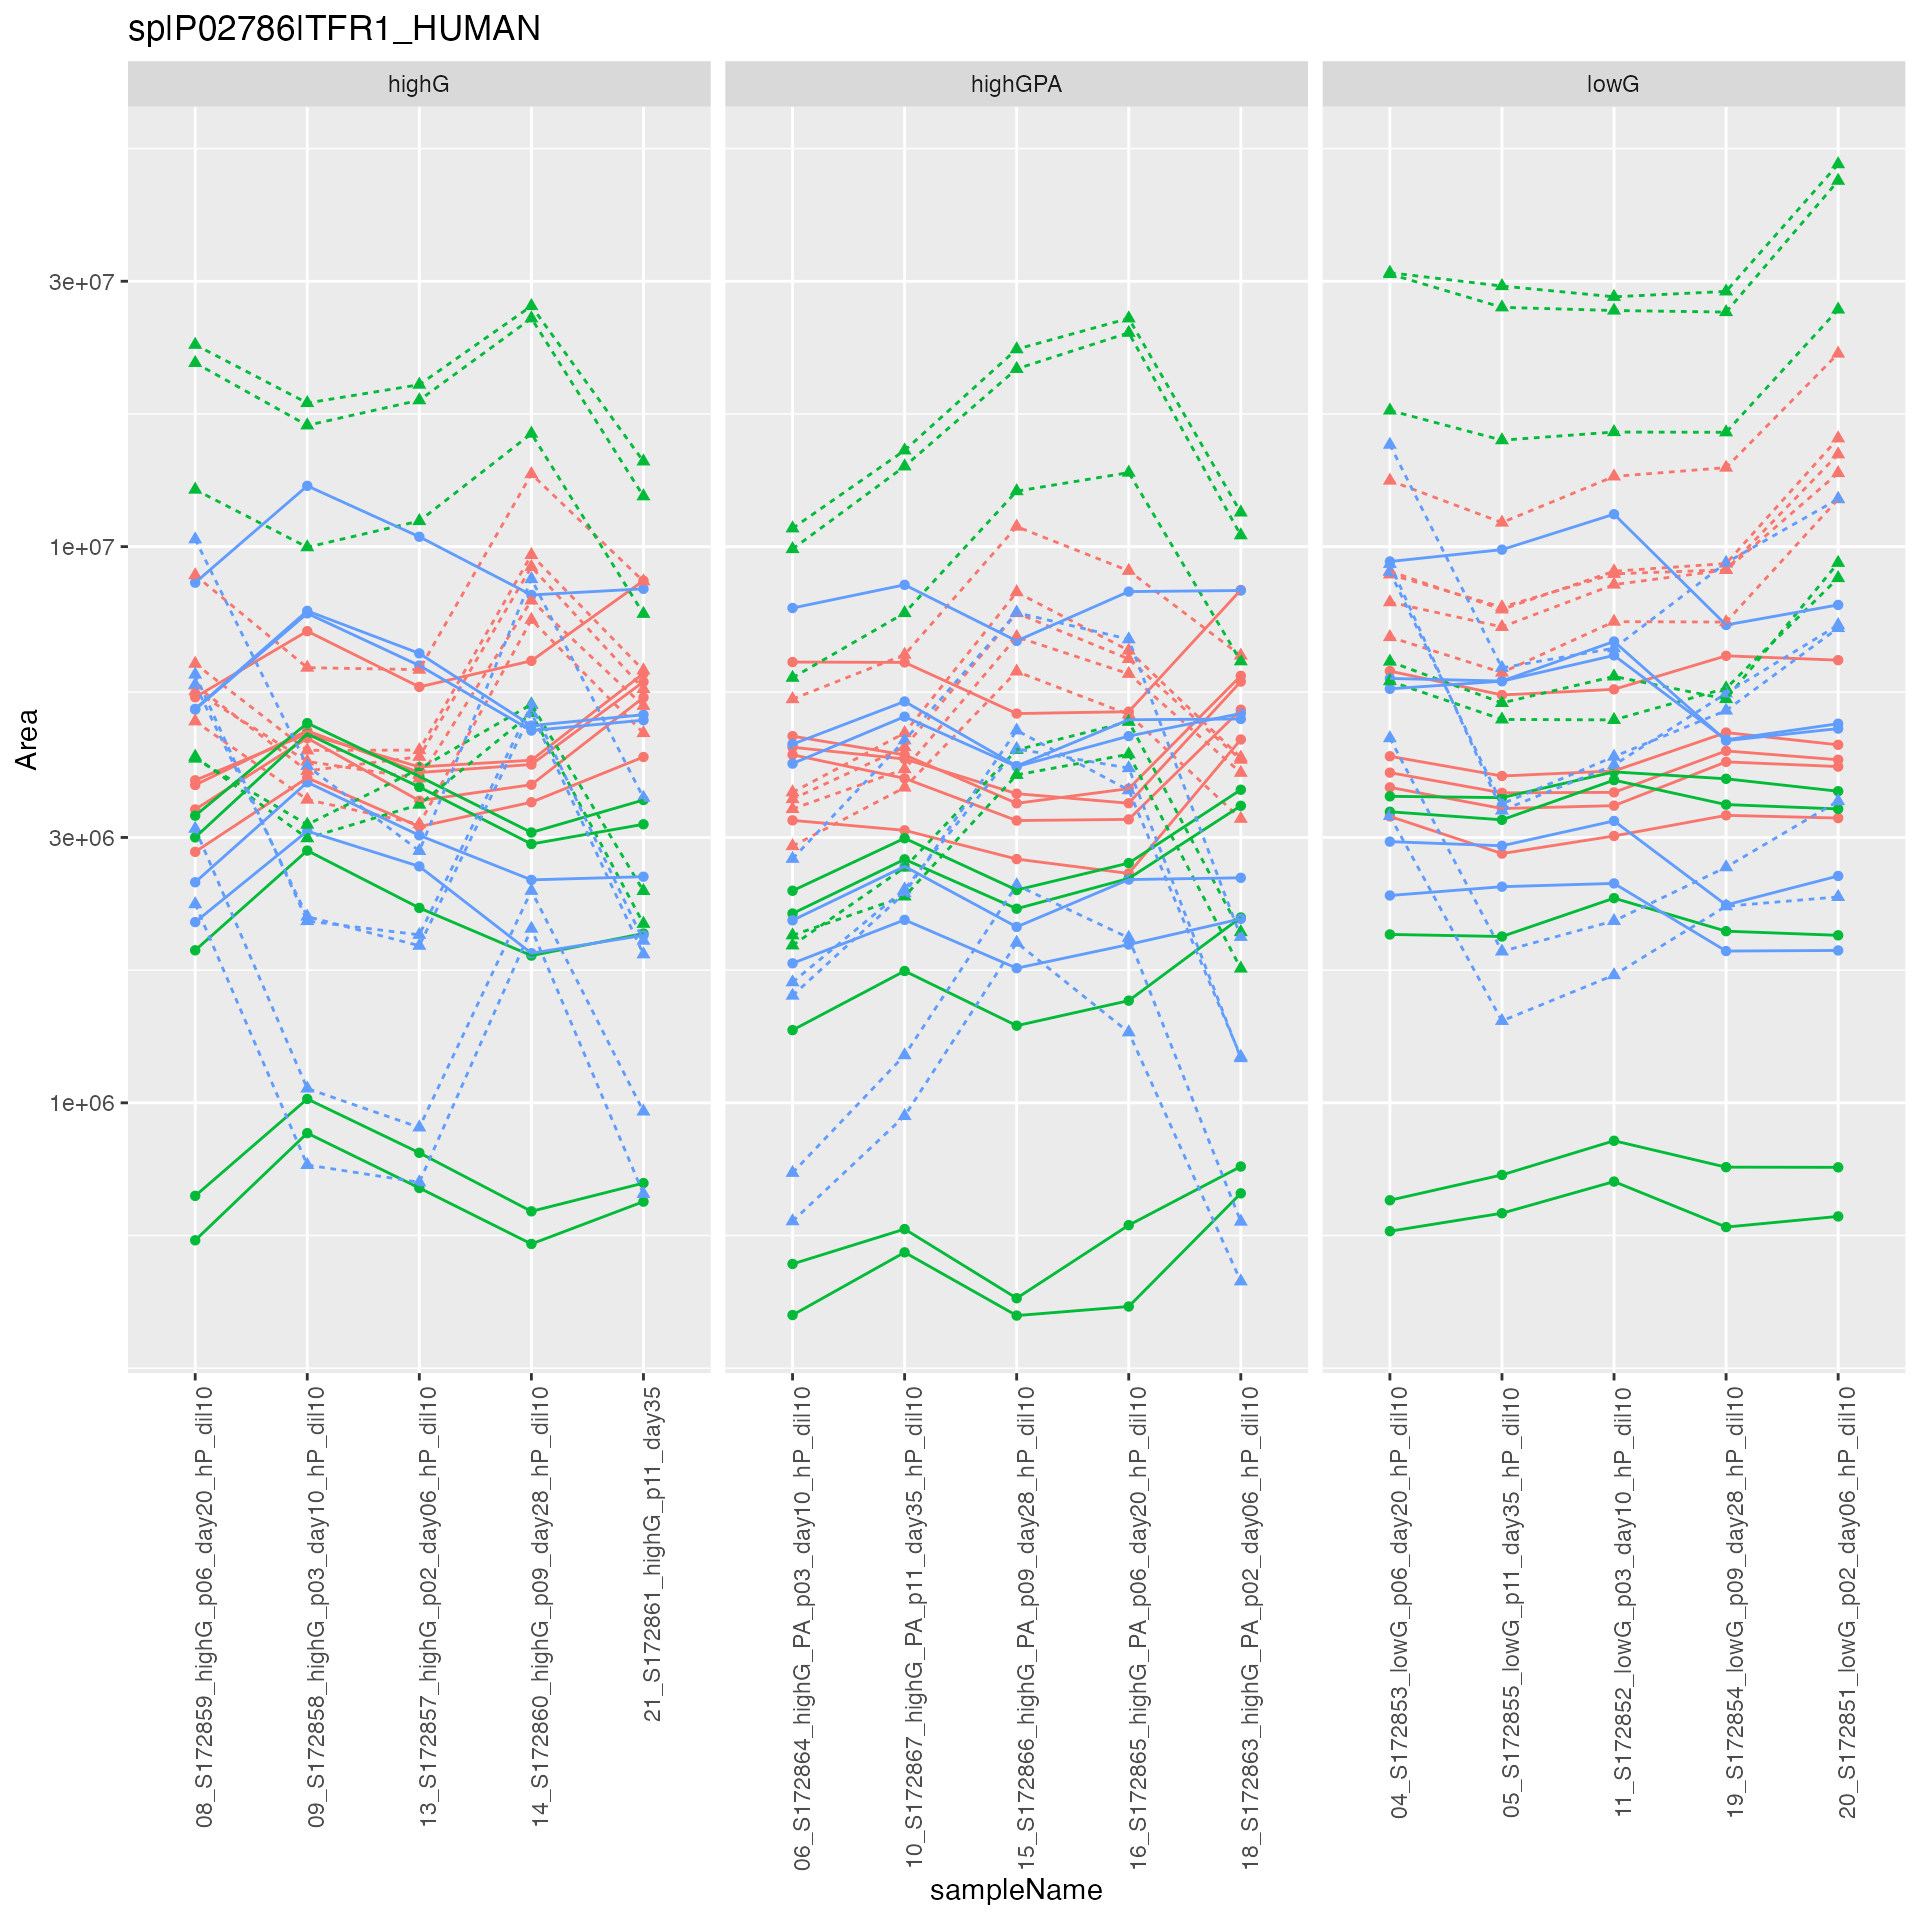 sp|P02786|TFR1_HUMAN
highG
highGPA
lowG
Area
3e+07
1e+07
3e+06
1e+06
08_S172859_highG_p06_day20_hP_dil10
09_S172858_highG_p03_day10_hP_dil10
13_S172857_highG_p02_day06_hP_dil10
14_S172860_highG_p09_day28_hP_dil10
21_S172861_highG_p11_day35
06_S172864_highG_PA_p03_day10_hP_dil10
10_S172867_highG_PA_p11_day35_hP_dil10
15_S172866_highG_PA_p09_day28_hP_dil10
16_S172865_highG_PA_p06_day20_hP_dil10
18_S172863_highG_PA_p02_day06_hP_dil10
04_S172853_lowG_p06_day20_hP_dil10
05_S172855_lowG_p11_day35_hP_dil10
11_S172852_lowG_p03_day10_hP_dil10
19_S172854_lowG_p09_day28_hP_dil10
20_S172851_lowG_p02_day06_hP_dil10
sampleName